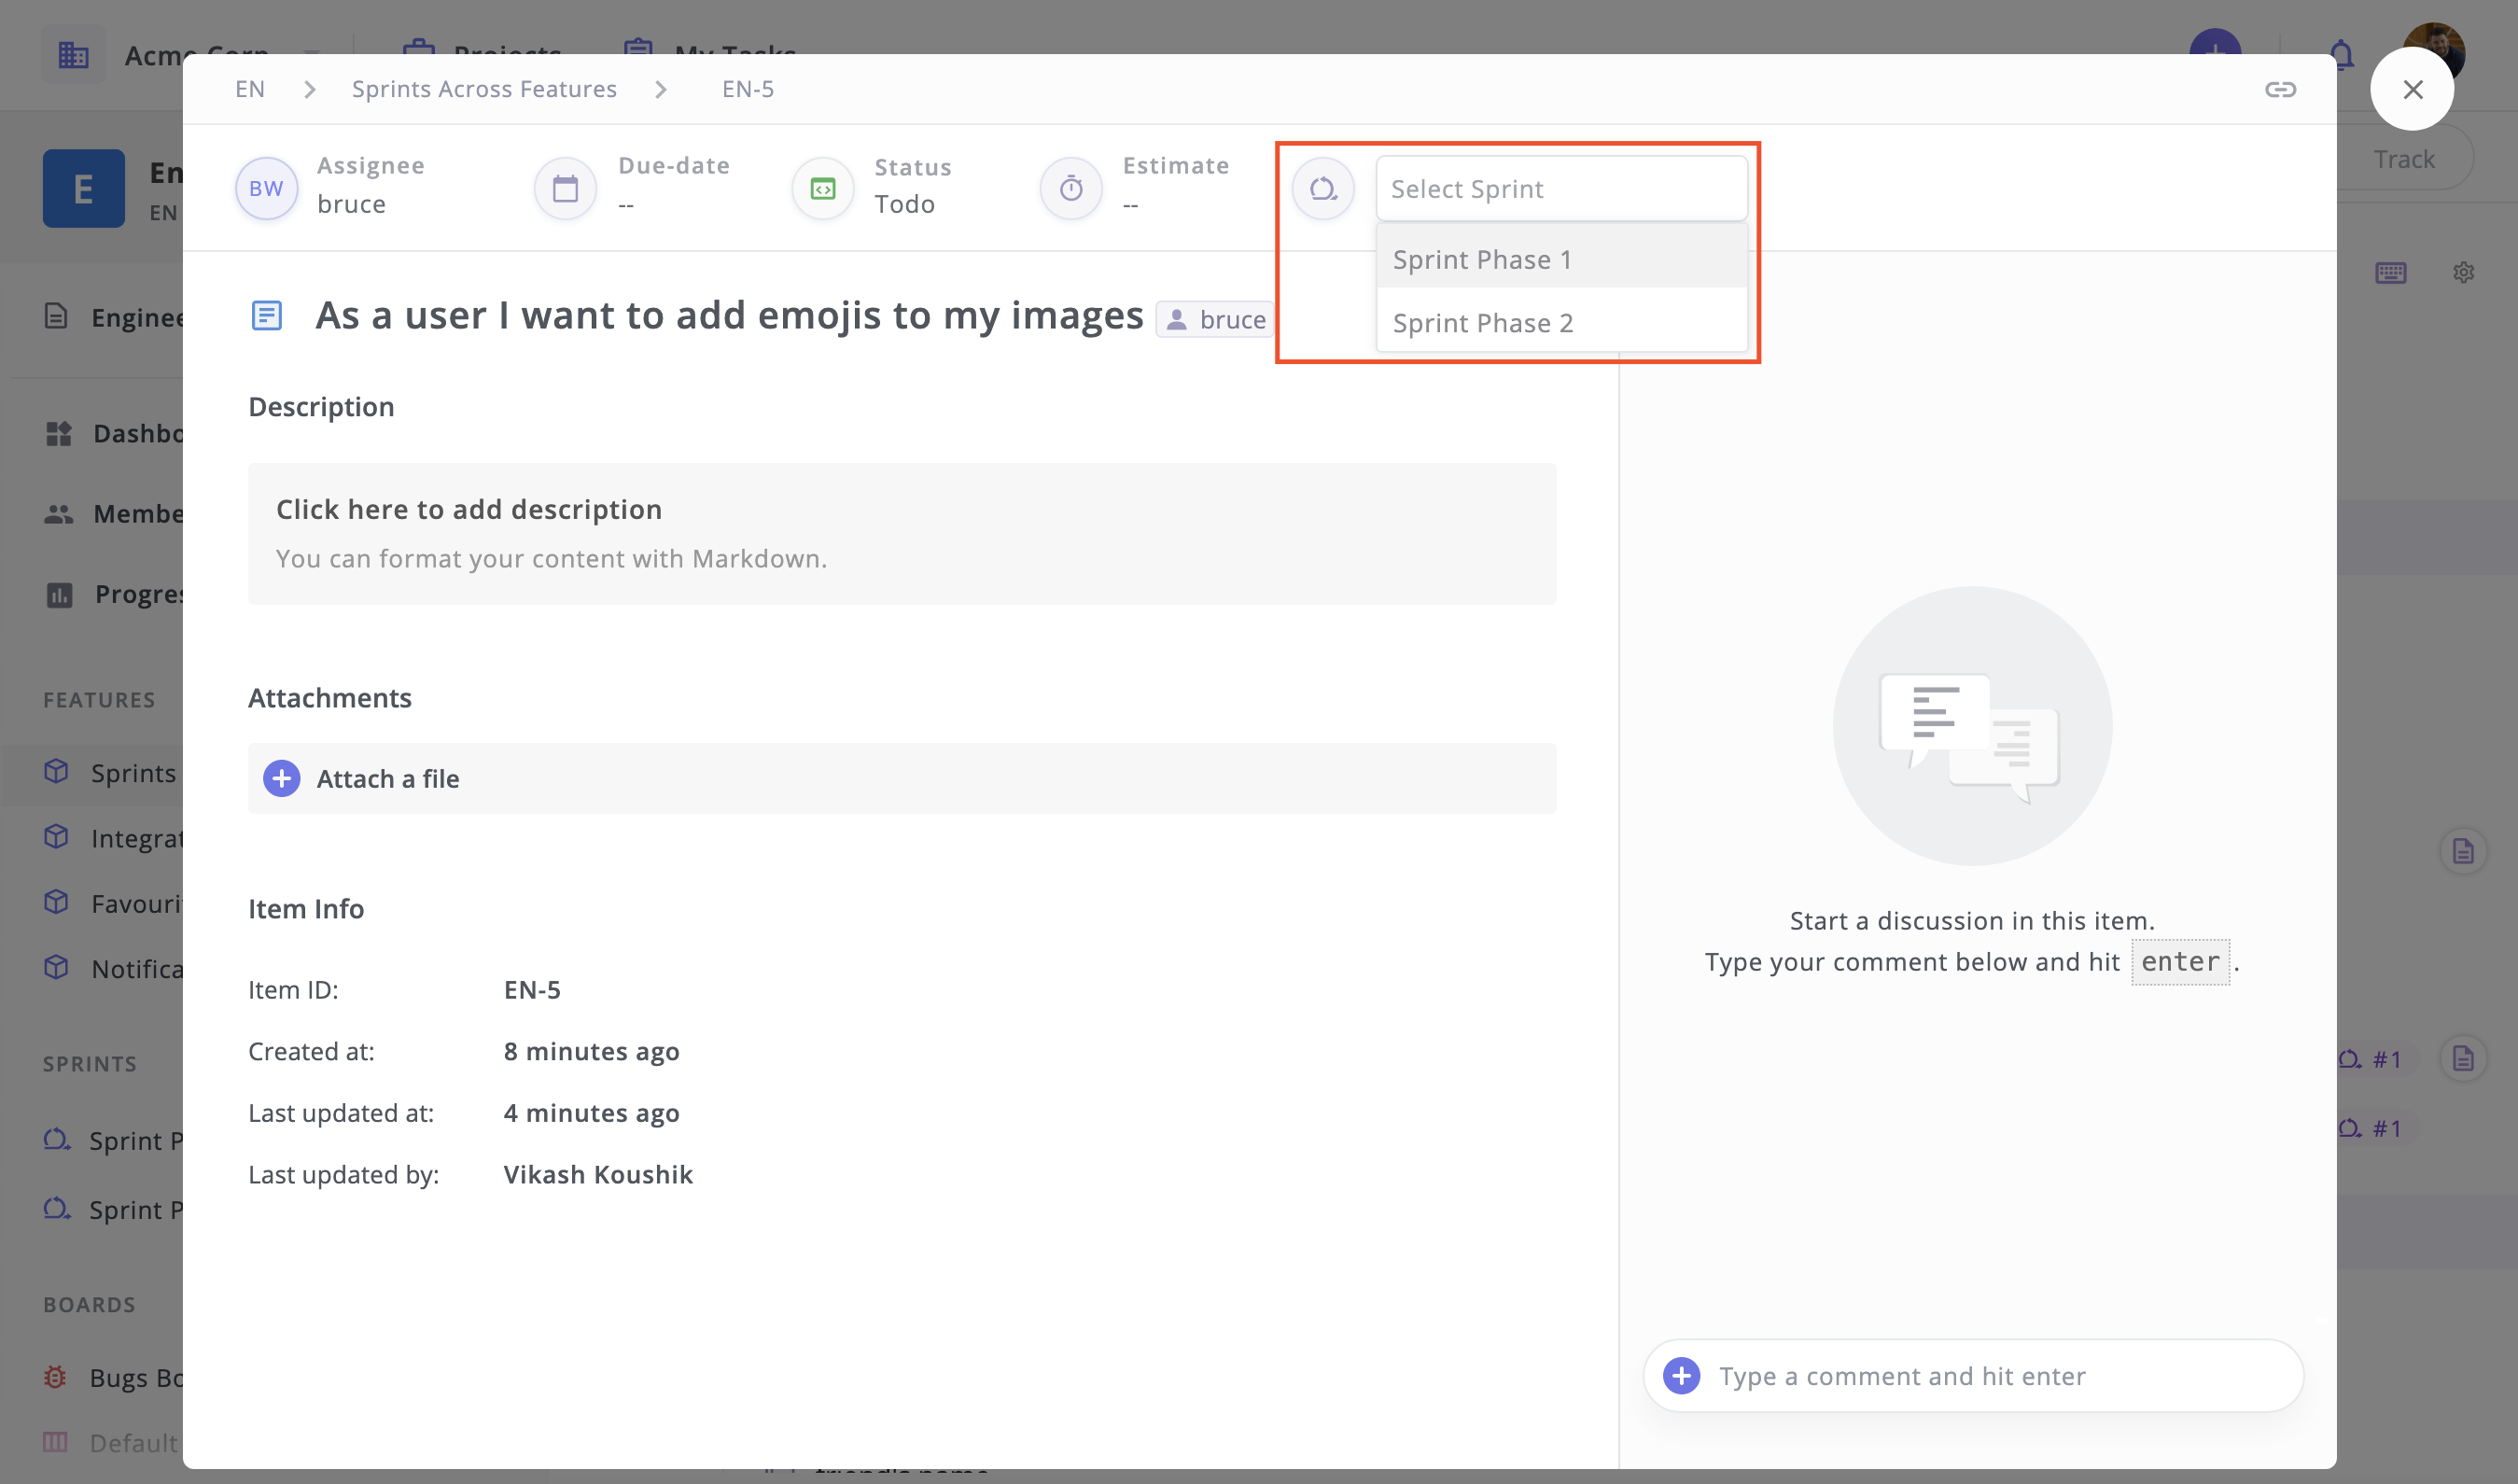 Acme Corp
Projects
My Tasks
EN
Sprints Across Features
EN-5
E
En
EN
Track
BW
Assignee
bruce
Due-date
--
Status
Todo
Estimate
--
Select Sprint
Sprint Phase 1
Sprint Phase 2
As a user I want to add emojis to my images
bruce
Enginee
Dashbo
Membe
Progres
FEATURES
Sprints
Integrat
Favouri
Notifica
SPRINTS
Sprint P
Sprint P
BOARDS
Bugs Bo
Default
Description
Click here to add description
You can format your content with Markdown.
Attachments
Attach a file
Item Info
Item ID: EN-5
Created at: 8 minutes ago
Last updated at: 4 minutes ago
Last updated by: Vikash Koushik
Start a discussion in this item.
Type your comment below and hit enter .
#1
#1
Type a comment and hit enter
friend's name